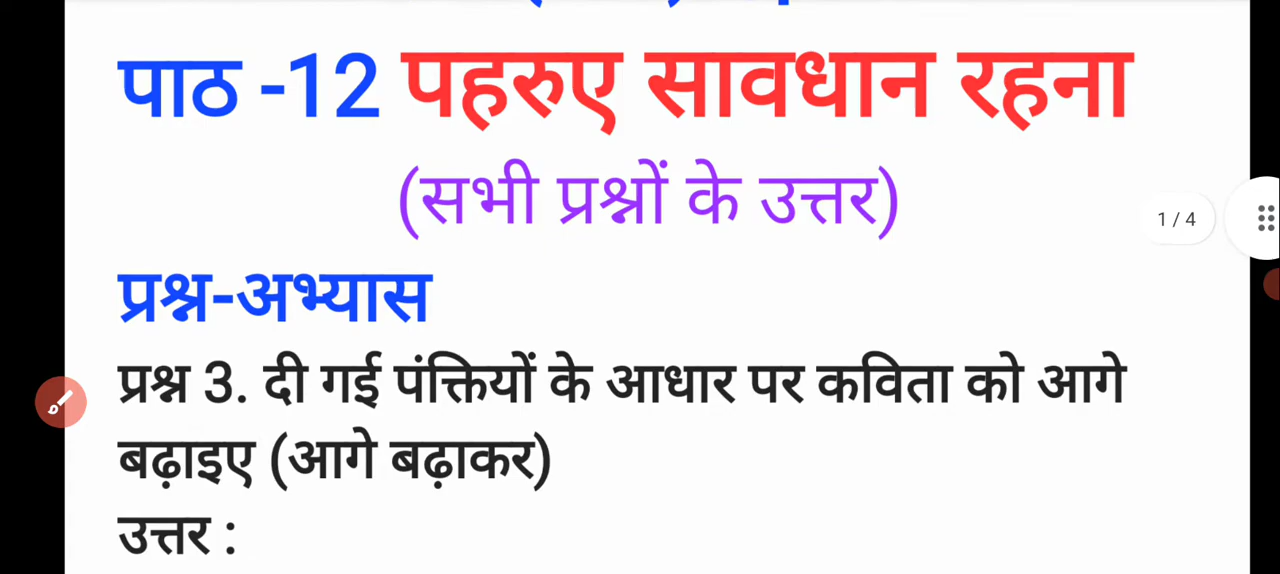 पाठ -12 पहरुए सावधान रहना
(सभी प्रश्नों के उत्तर)
1 / 4
प्रश्न-अभ्यास
प्रश्न 3. दी गई पंक्तियों के आधार पर कविता को आगे
बढ़ाइए (आगे बढ़ाकर)
उत्तर :